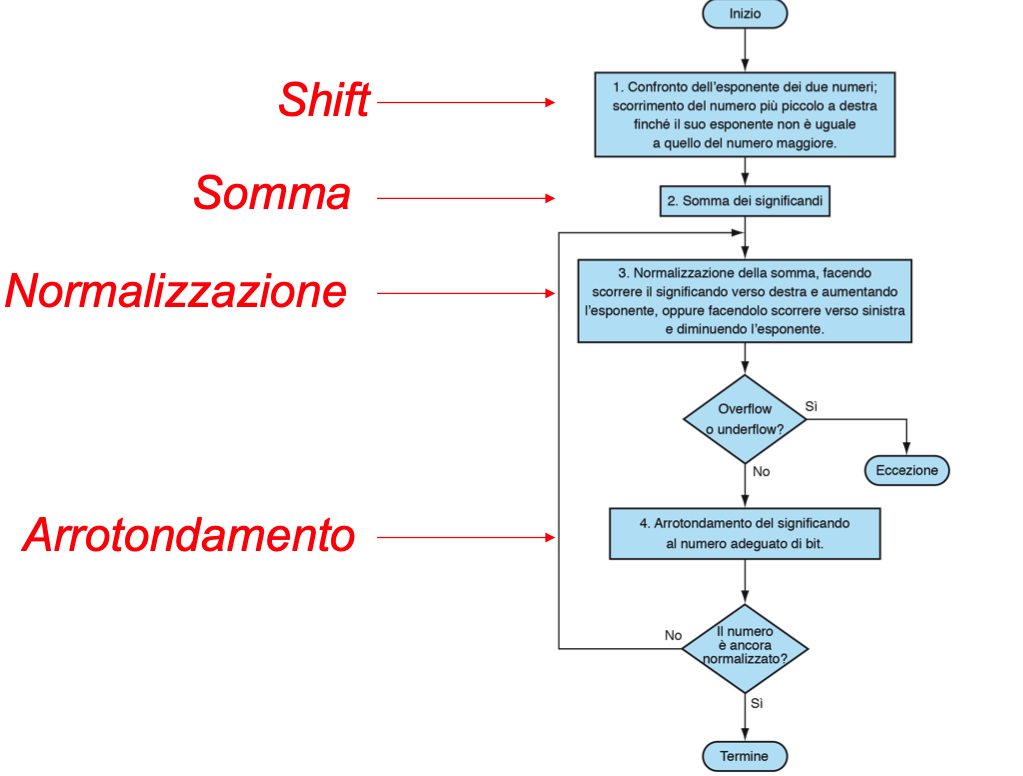 Inizio
Shift
1. Confronto dell'esponente dei due numeri;
scorrimento del numero più piccolo a destra
finché il suo esponente non è uguale
a quello del numero maggiore.
Somma
2. Somma dei significandi
Normalizzazione
3. Normalizzazione della somma, facendo
scorrere il significando verso destra e aumentando
l'esponente, oppure facendolo scorrere verso sinistra
e diminuendo l'esponente.
Overflow
o underflow?
Sì
Eccezione
No
Arrotondamento
4. Arrotondamento del significando
al numero adeguato di bit.
No
Il numero
è ancora
normalizzato?
Sì
Termine